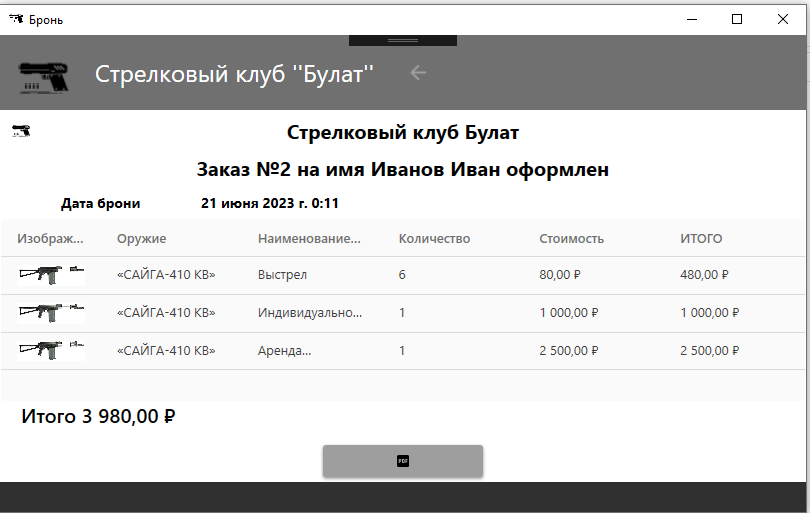 Бронь
Стрелковый клуб ''Булат''
Стрелковый клуб Булат
Заказ №2 на имя Иванов Иван оформлен
Дата брони 21 июня 2023 г. 0:11
Изображ... Оружие Наименование... Количество Стоимость ИТОГО
«САЙГА-410 КВ» Выстрел 6 80,00 ₽ 480,00 ₽
«САЙГА-410 КВ» Индивидуально... 1 1 000,00 ₽ 1 000,00 ₽
«САЙГА-410 КВ» Аренда... 1 2 500,00 ₽ 2 500,00 ₽
Итого 3 980,00 ₽
PDF